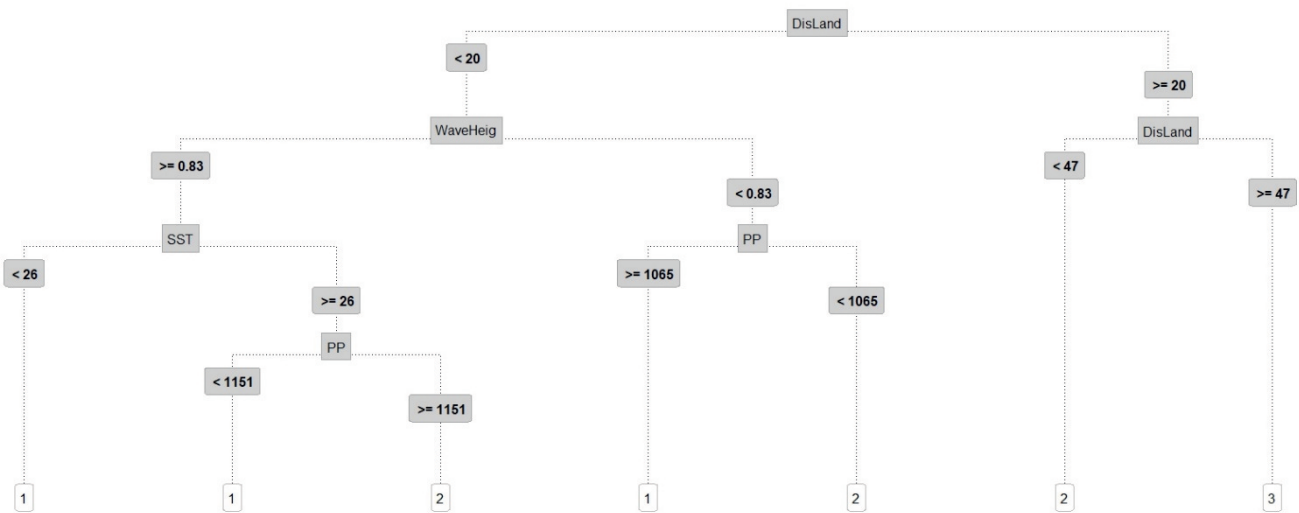 DisLand
< 20
>= 20
WaveHeig
DisLand
>= 0.83
< 47
< 0.83
>= 47
SST
PP
< 26
>= 1065
>= 26
< 1065
PP
< 1151
>= 1151
1 1 2 1 2 2 3